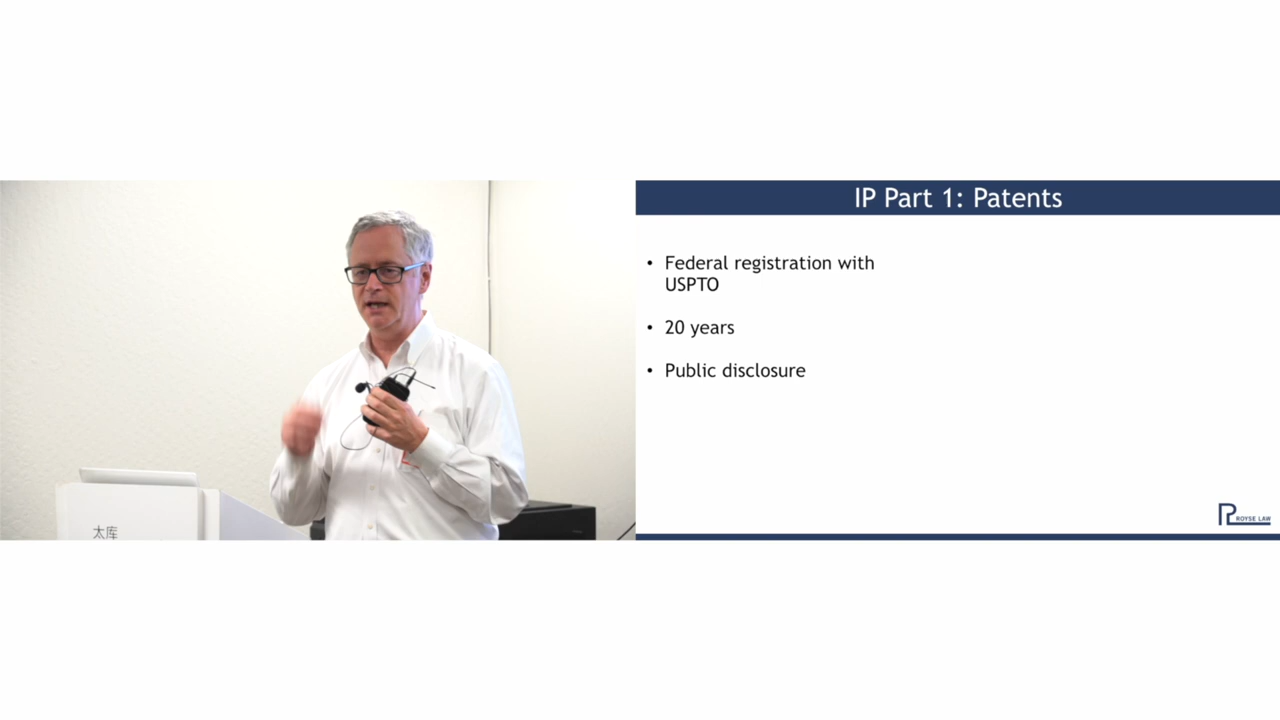 IP Part 1: Patents
• Federal registration with
USPTO
• 20 years
• Public disclosure
ROYSE LAW
太库